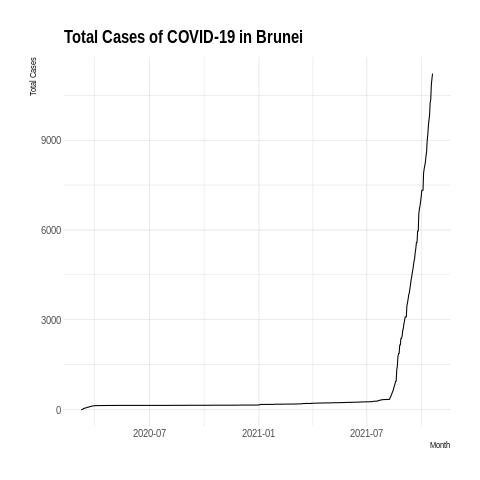 Total Cases of COVID-19 in Brunei
Total Cases
9000
6000
3000
0
2020-07 2021-01 2021-07
Month